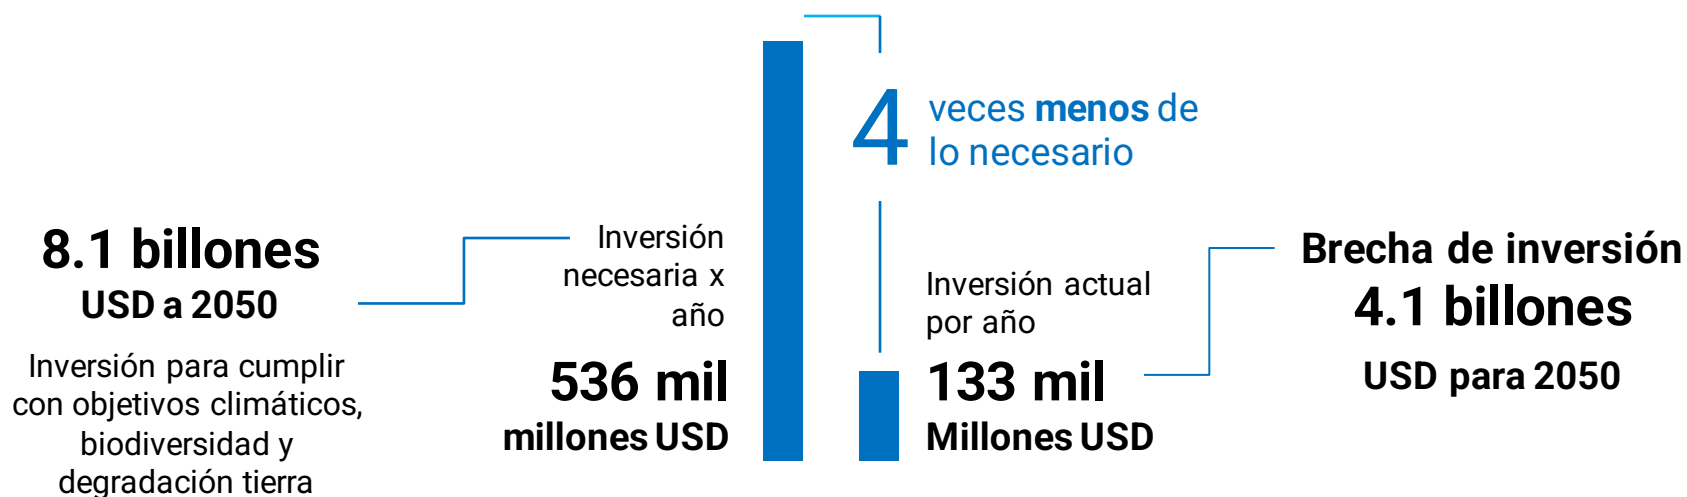 8.1 billones
USD a 2050
Inversión para cumplir
con objetivos climáticos,
biodiversidad y
degradación tierra
Inversión
necesaria x
año
536 mil
millones USD
4
veces menos de
lo necesario
Inversión actual
por año
133 mil
Millones USD
Brecha de inversión
4.1 billones
USD para 2050